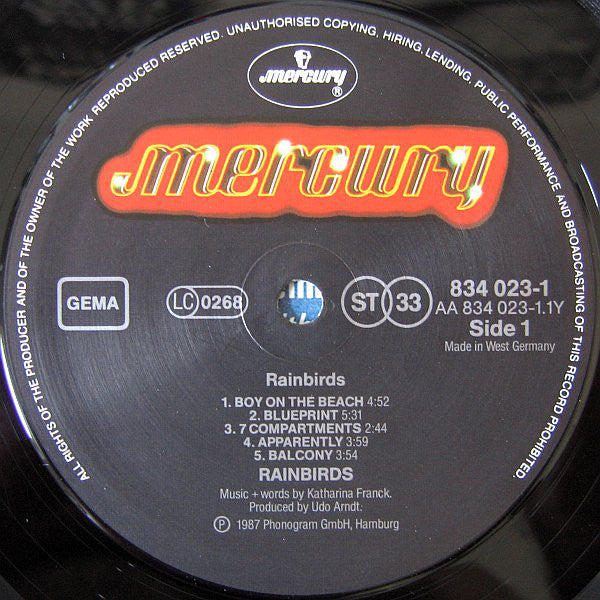 ALL RIGHTS OF THE PRODUCER AND OF THE OWNER OF THE WORK REPRODUCED RESERVED. UNAUTHORISED COPYING, HIRING, LENDING, PUBLIC PERFORMANCE AND BROADCASTING OF THIS RECORD PROHIBITED.
mercury
®
mercury
GEMA
LC 0268
ST 33
834 023-1
AA 834 023-1.1Y
Side 1
Made in West Germany
Rainbirds
1. BOY ON THE BEACH 4:52
2. BLUEPRINT 5:31
3. 7 COMPARTMENTS 2:44
4. APPARENTLY 3:59
5. BALCONY 3:54
RAINBIRDS
Music + words by Katharina Franck.
Produced by Udo Arndt.
℗ 1987 Phonogram GmbH, Hamburg